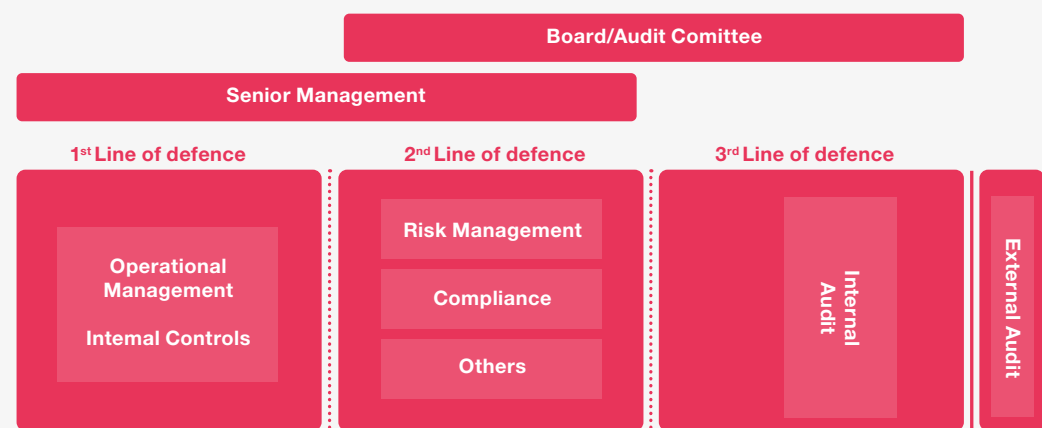 Board/Audit Comittee
Senior Management
1st Line of defence
2nd Line of defence
3rd Line of defence
Operational
Management
Intemal Controls
Risk Management
Compliance
Others
Internal
Audit
External Audit